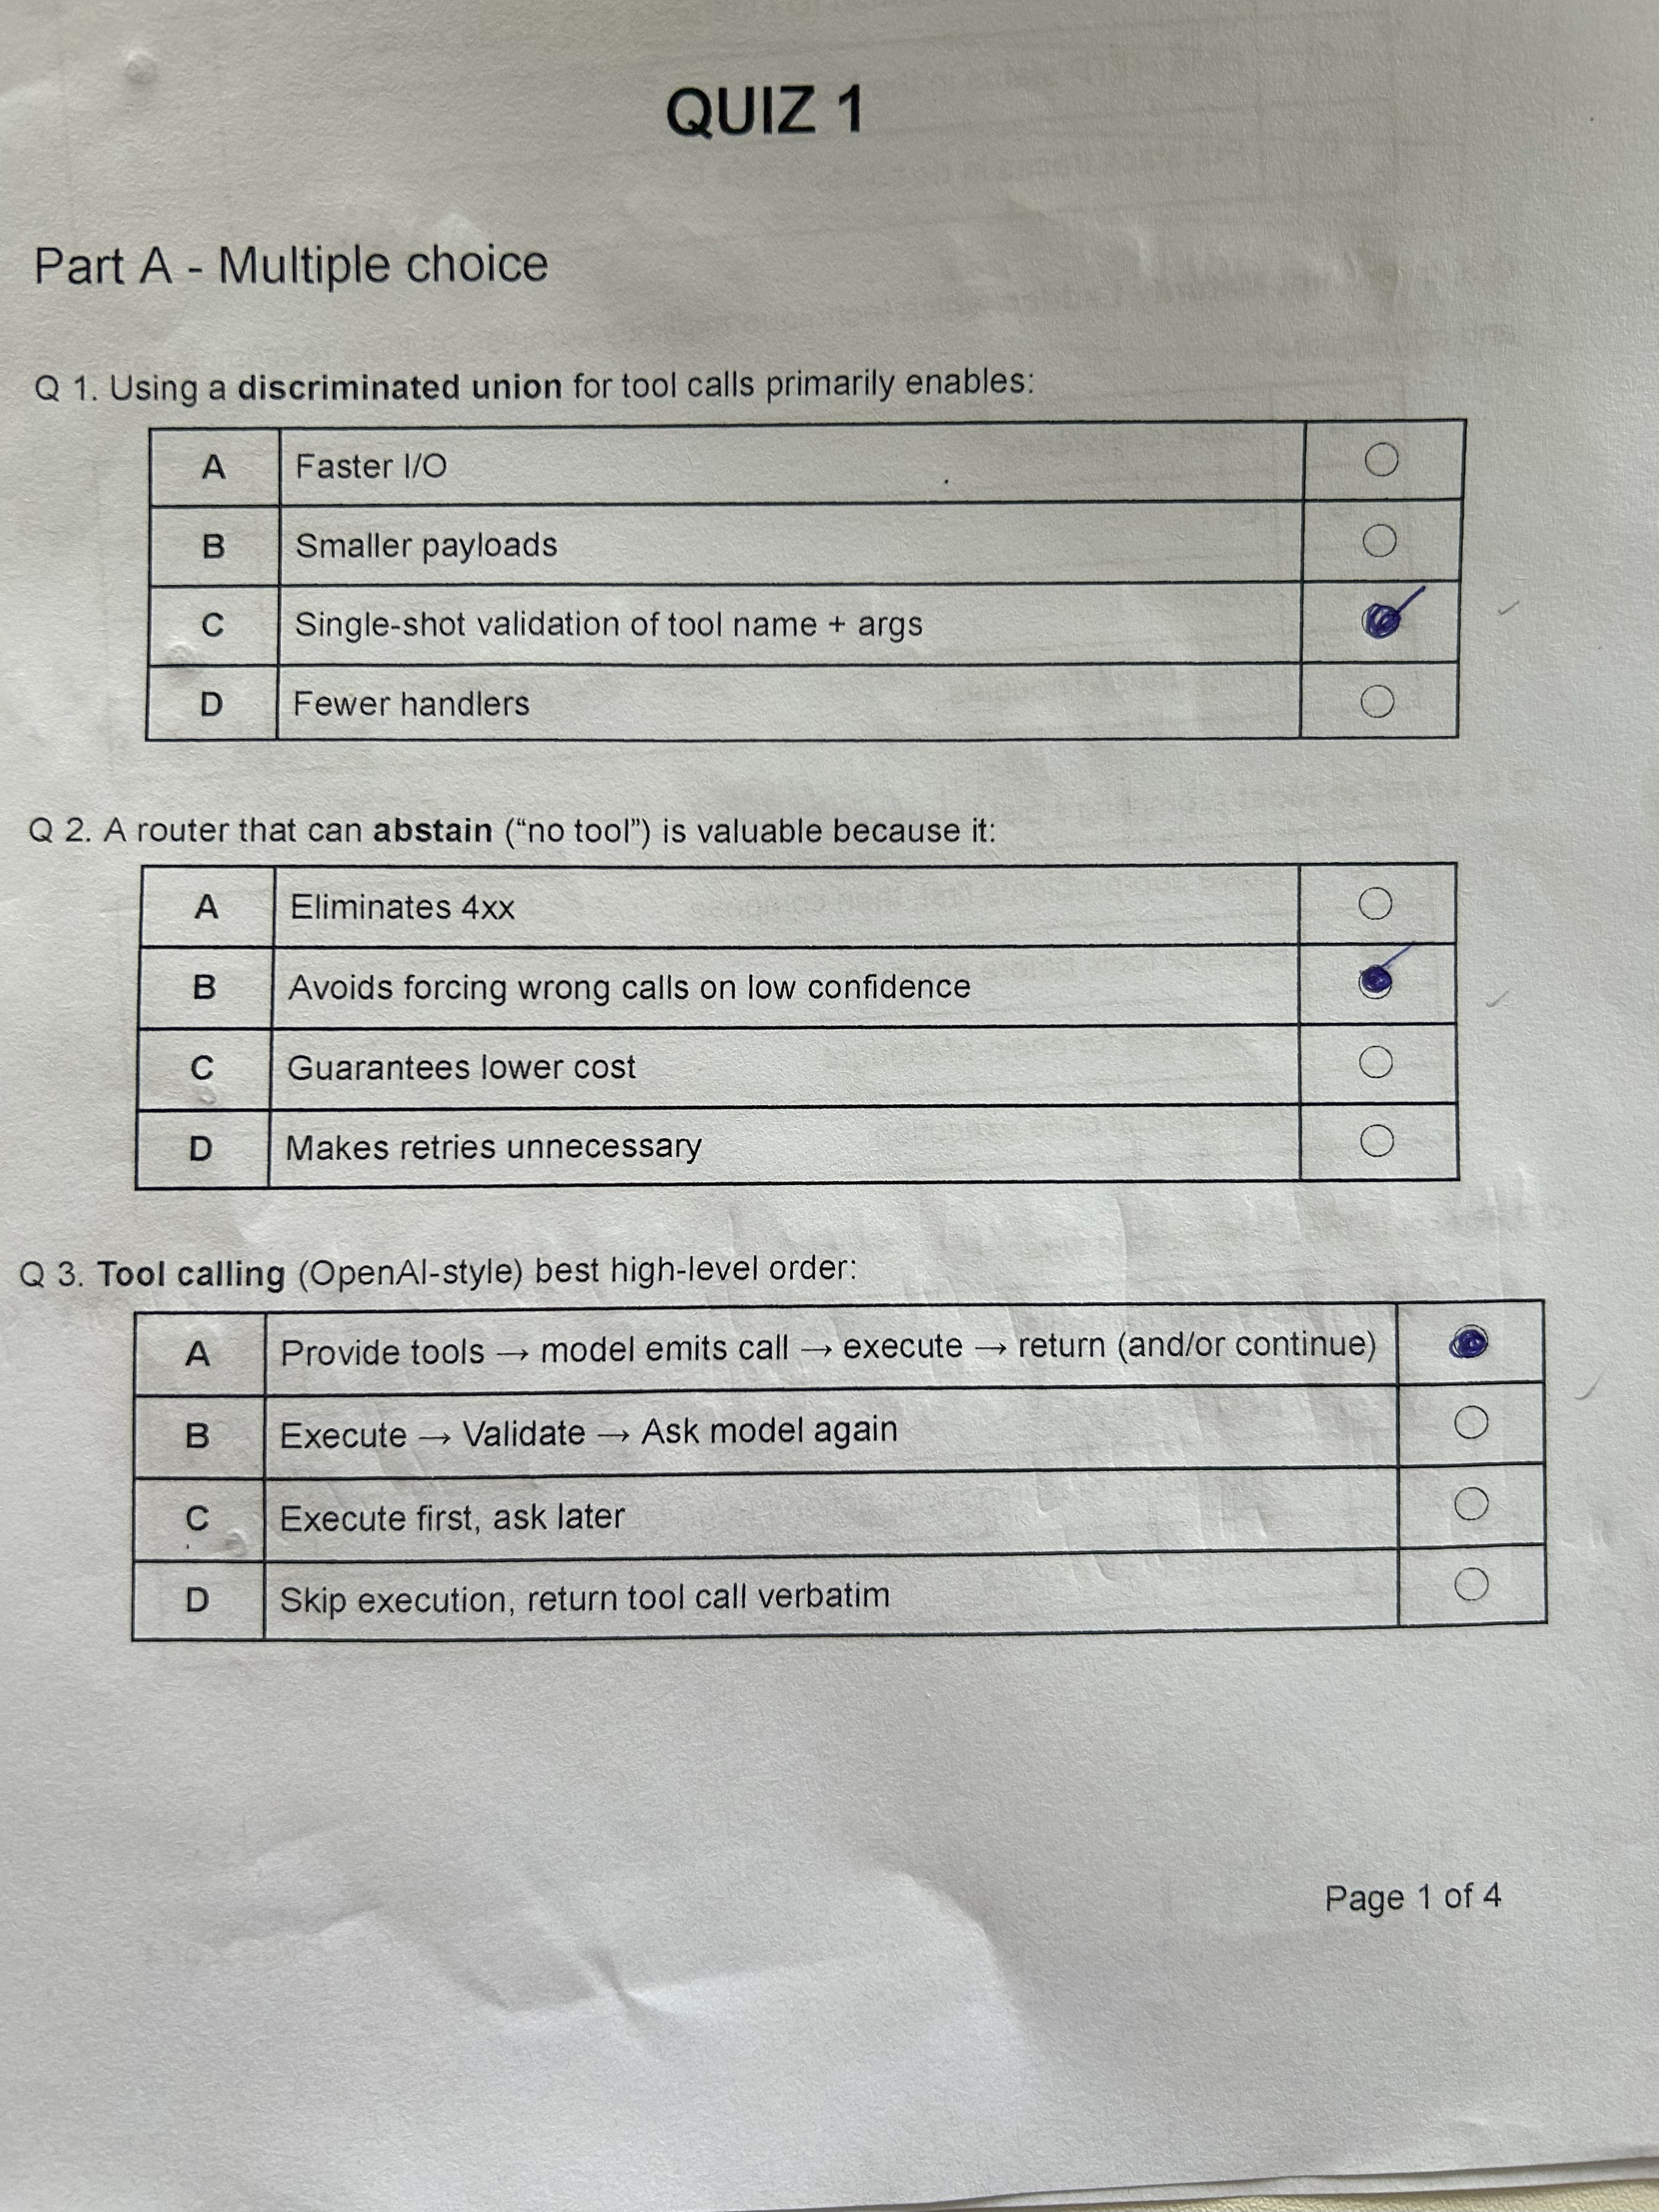 QUIZ 1
Part A - Multiple choice
Q 1. Using a discriminated union for tool calls primarily enables:
A Faster I/O
B Smaller payloads
C Single-shot validation of tool name + args
D Fewer handlers
Q 2. A router that can abstain (“no tool”) is valuable because it:
A Eliminates 4xx
B Avoids forcing wrong calls on low confidence
C Guarantees lower cost
D Makes retries unnecessary
Q 3. Tool calling (OpenAI-style) best high-level order:
A Provide tools → model emits call → execute → return (and/or continue)
B Execute → Validate → Ask model again
C Execute first, ask later
D Skip execution, return tool call verbatim
Page 1 of 4